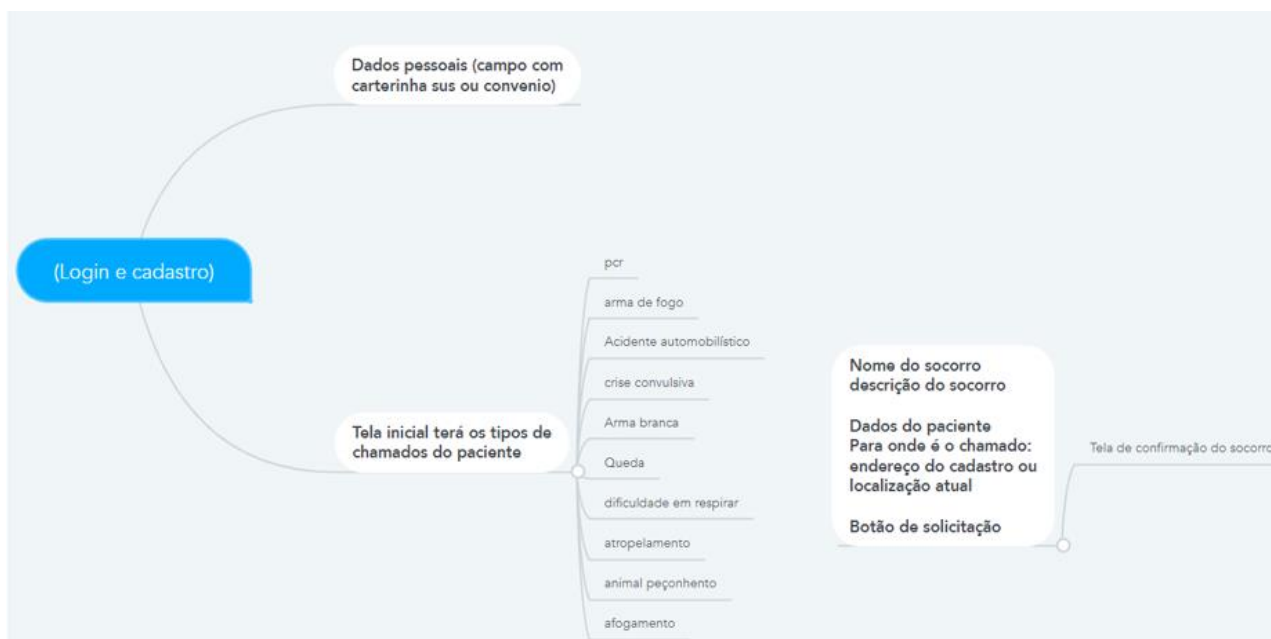 Dados pessoais (campo com
carterinha sus ou convenio)
(Login e cadastro)
Tela inicial terá os tipos de
chamados do paciente
pcr
arma de fogo
Acidente automobilístico
crise convulsiva
Arma branca
Queda
dificuldade em respirar
atropelamento
animal peçonhento
afogamento
Nome do socorro
descrição do socorro
Dados do paciente
Para onde é o chamado:
endereço do cadastro ou
localização atual
Botão de solicitação
Tela de confirmação do socorro